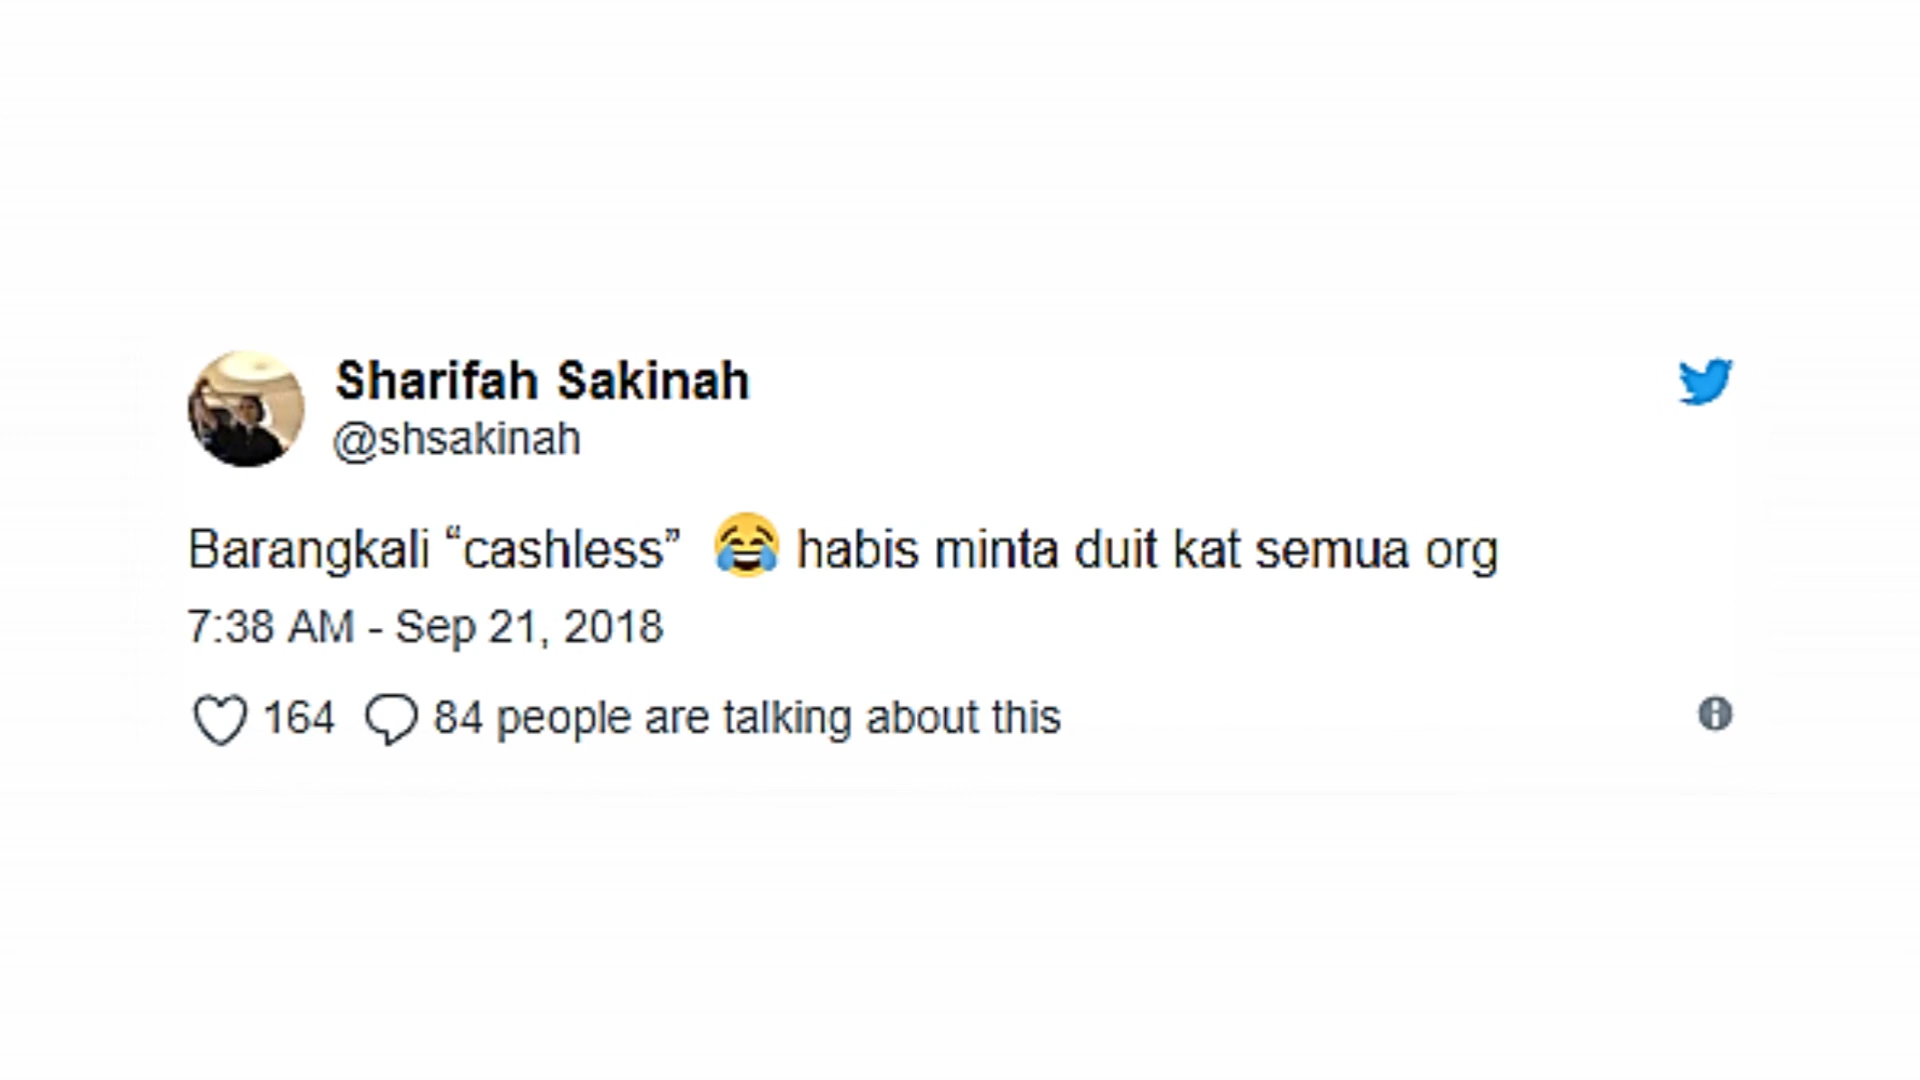 Sharifah Sakinah
@shsakinah
Barangkali “cashless” 😂 habis minta duit kat semua org
7:38 AM - Sep 21, 2018
164 84 people are talking about this